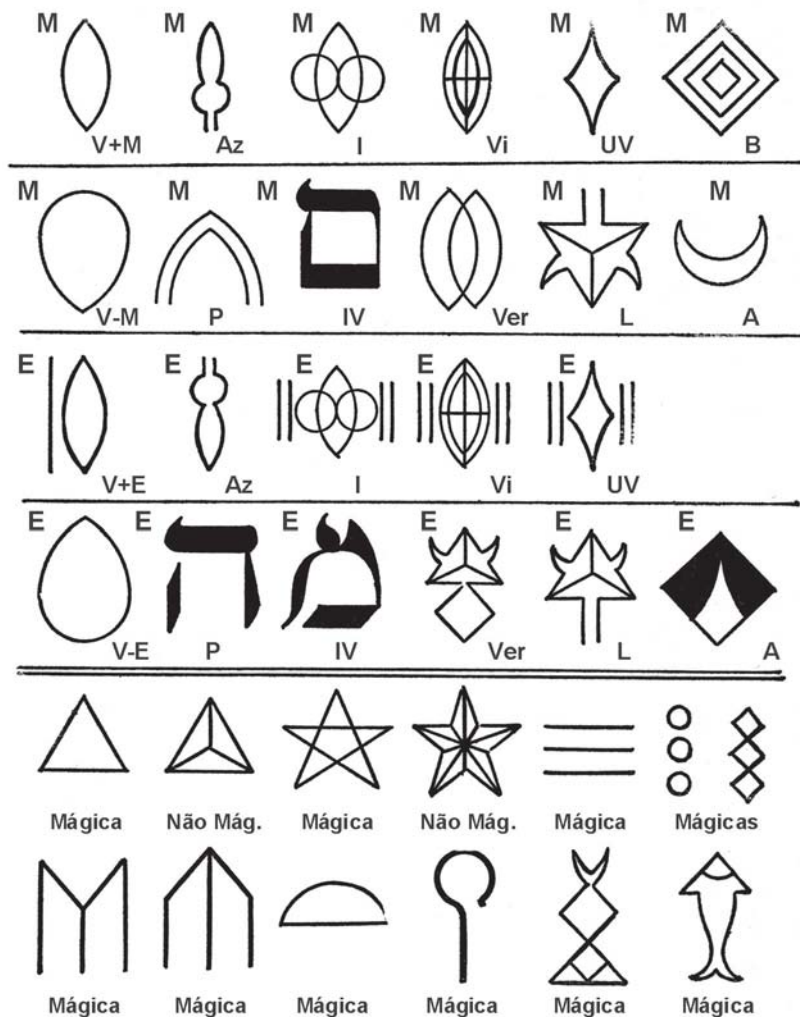 M M M M M M
V+M Az I Vi UV B
M M M ם M M M
V-M P IV Ver L A
E E E E E
V+E Az I Vi UV
E E ה E מ E E E
V-E P IV Ver L A
Mágica Não Mág. Mágica Não Mág. Mágica Mágicas
Mágica Mágica Mágica Mágica Mágica Mágica